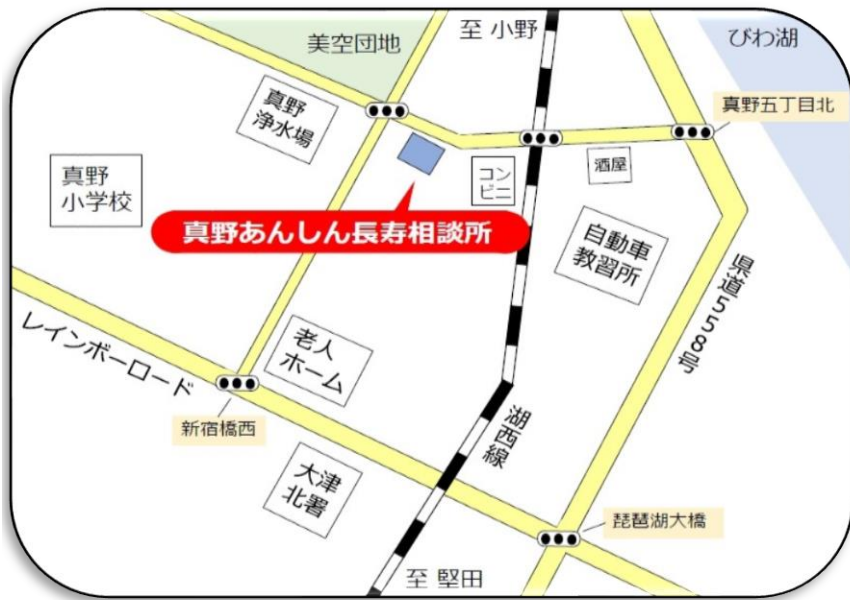 至 小野
びわ湖
美空団地
真野
浄水場
真野五丁目北
コン
ビニ
酒屋
真野
小学校
真野あんしん長寿相談所
自動車
教習所
県道558号
レインボーロード
老人
ホーム
新宿橋西
湖西線
大津
北署
琵琶湖大橋
至 堅田